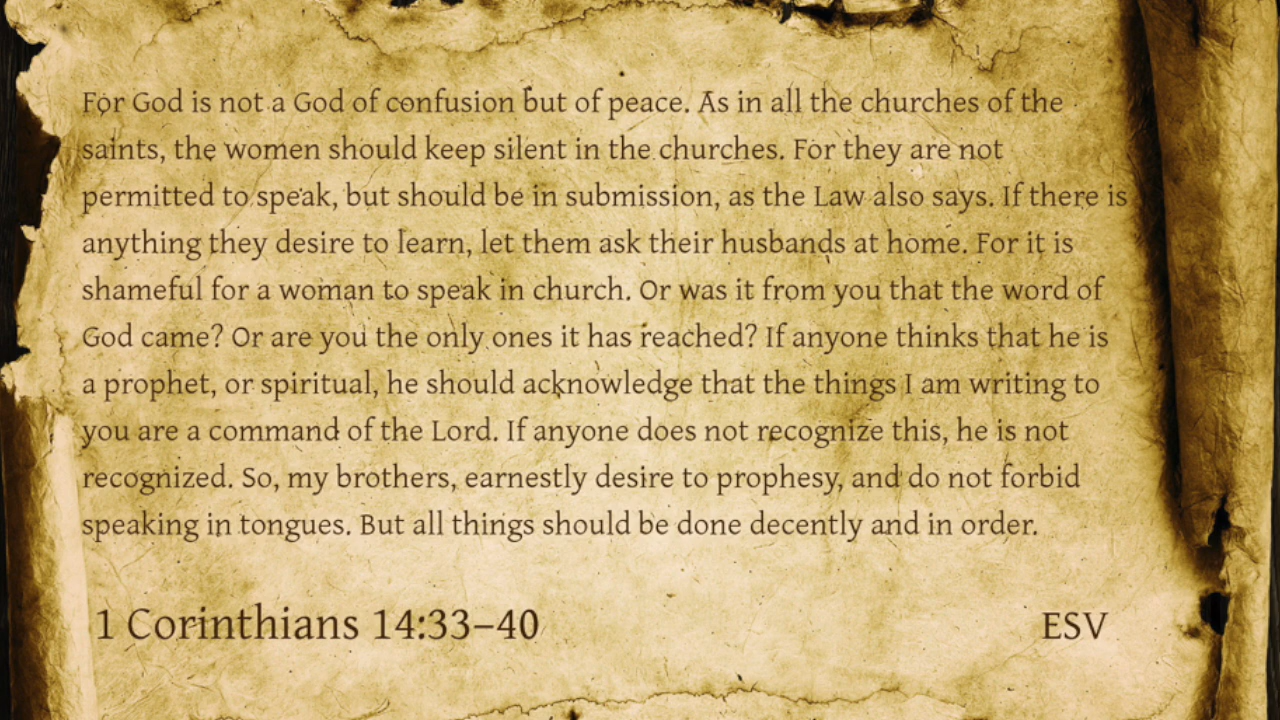 For God is not a God of confusion but of peace. As in all the churches of the
saints, the women should keep silent in the churches. For they are not
permitted to speak, but should be in submission, as the Law also says. If there is
anything they desire to learn, let them ask their husbands at home. For it is
shameful for a woman to speak in church. Or was it from you that the word of
God came? Or are you the only ones it has reached? If anyone thinks that he is
a prophet, or spiritual, he should acknowledge that the things I am writing to
you are a command of the Lord. If anyone does not recognize this, he is not
recognized. So, my brothers, earnestly desire to prophesy, and do not forbid
speaking in tongues. But all things should be done decently and in order.
1 Corinthians 14:33–40 ESV